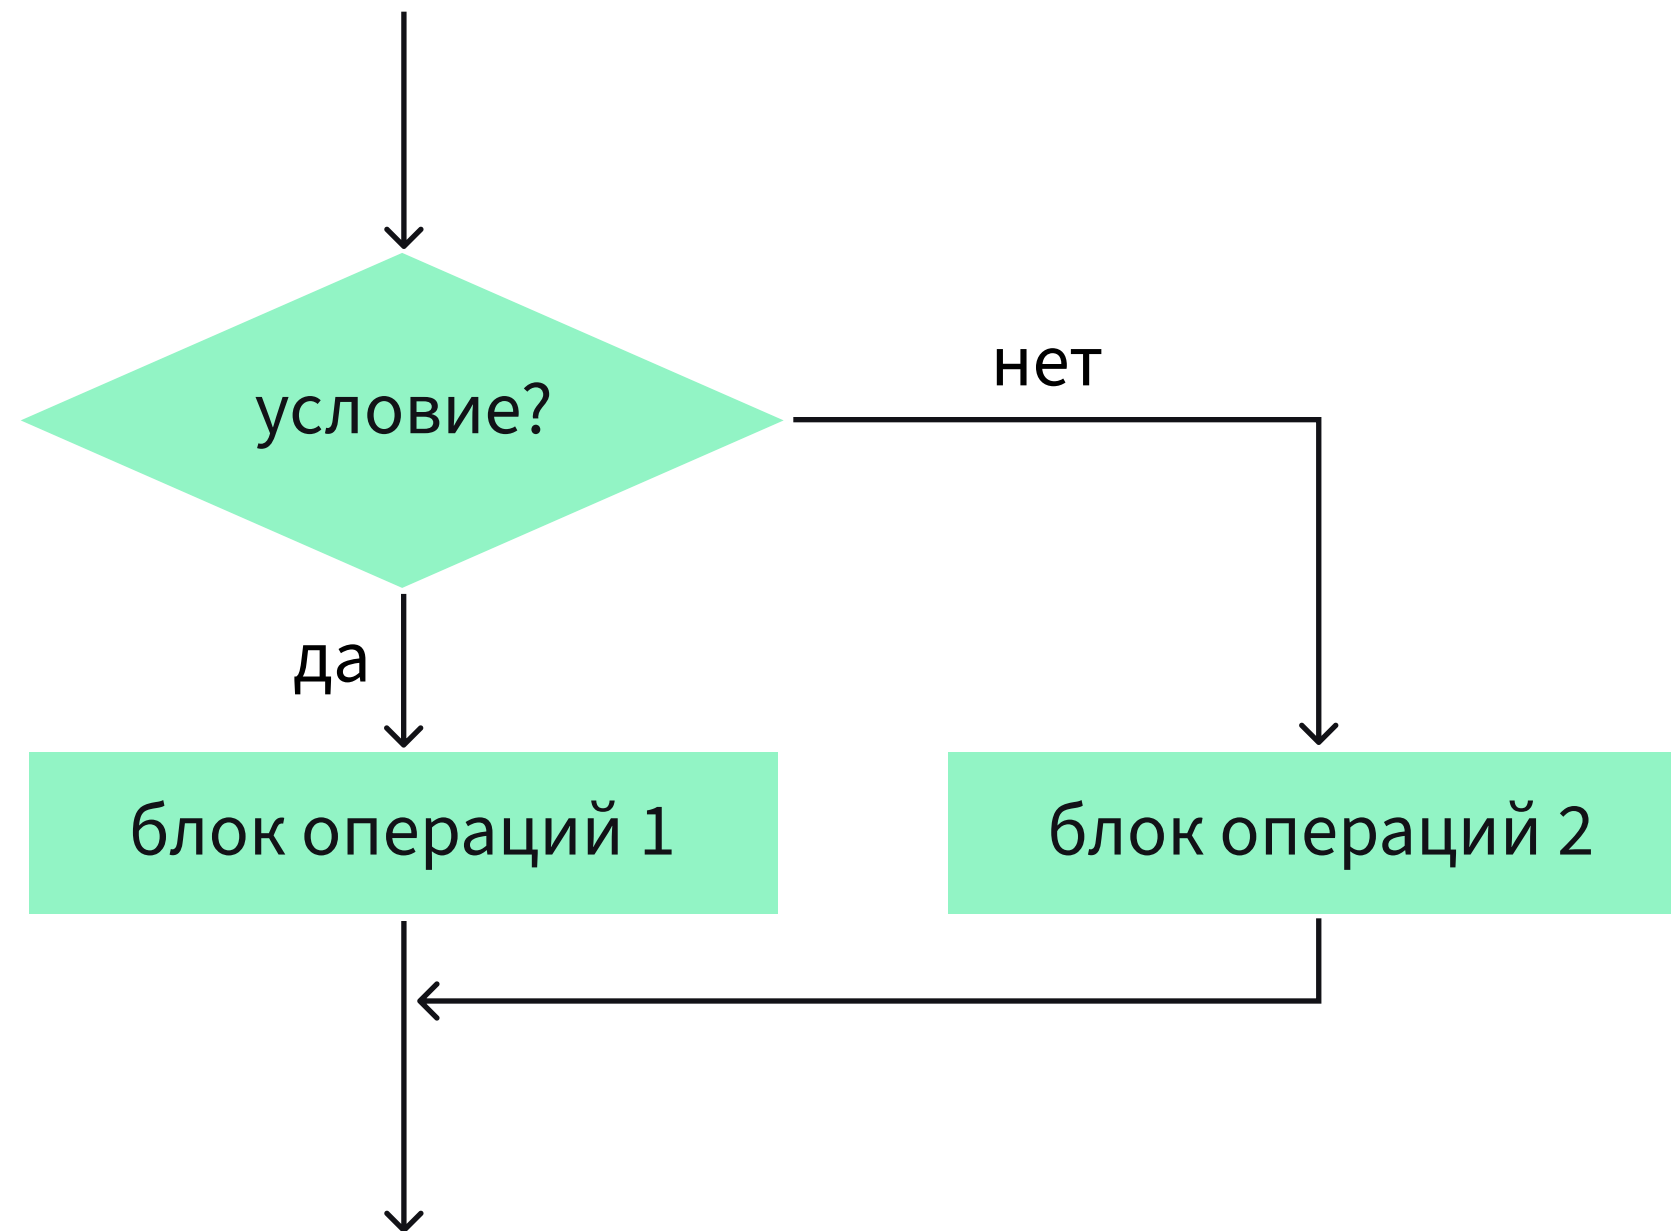 условие?
нет
да
блок операций 1
блок операций 2